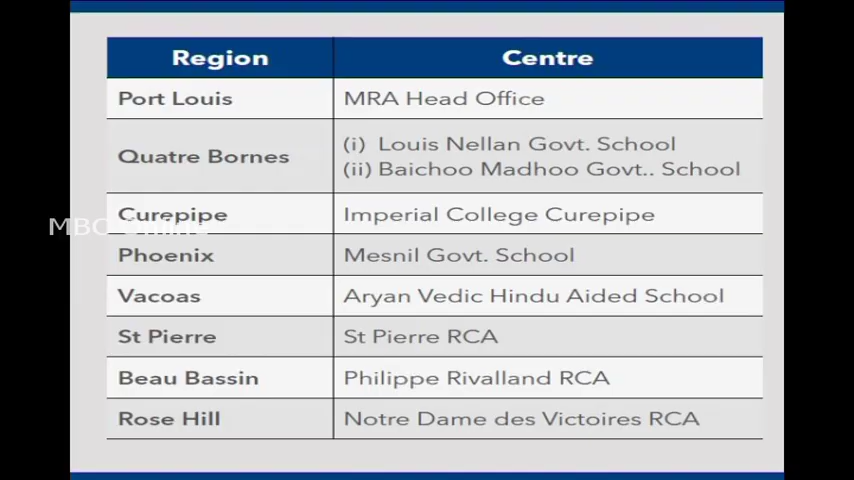 Region Centre
Port Louis MRA Head Office
Quatre Bornes (i) Louis Nellan Govt. School
(ii) Baichoo Madhoo Govt.. School
Curepipe Imperial College Curepipe
MBC Online
Phoenix Mesnil Govt. School
Vacoas Aryan Vedic Hindu Aided School
St Pierre St Pierre RCA
Beau Bassin Philippe Rivalland RCA
Rose Hill Notre Dame des Victoires RCA